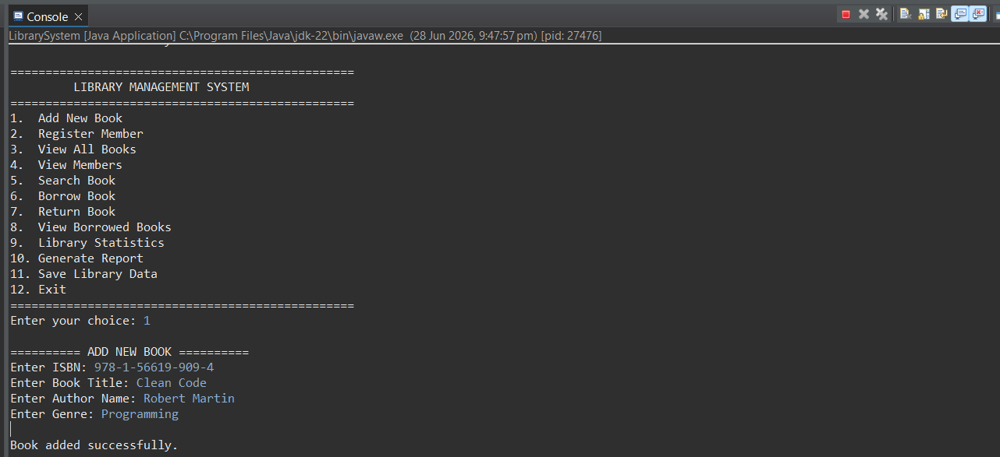 Console
LibrarySystem [Java Application] C:\Program Files\Java\jdk-22\bin\javaw.exe (28 Jun 2026, 9:47:57 pm) [pid: 27476]
=================================================
LIBRARY MANAGEMENT SYSTEM
=================================================
1. Add New Book
2. Register Member
3. View All Books
4. View Members
5. Search Book
6. Borrow Book
7. Return Book
8. View Borrowed Books
9. Library Statistics
10. Generate Report
11. Save Library Data
12. Exit
=================================================
Enter your choice: 1
========== ADD NEW BOOK ==========
Enter ISBN: 978-1-56619-909-4
Enter Book Title: Clean Code
Enter Author Name: Robert Martin
Enter Genre: Programming
Book added successfully.